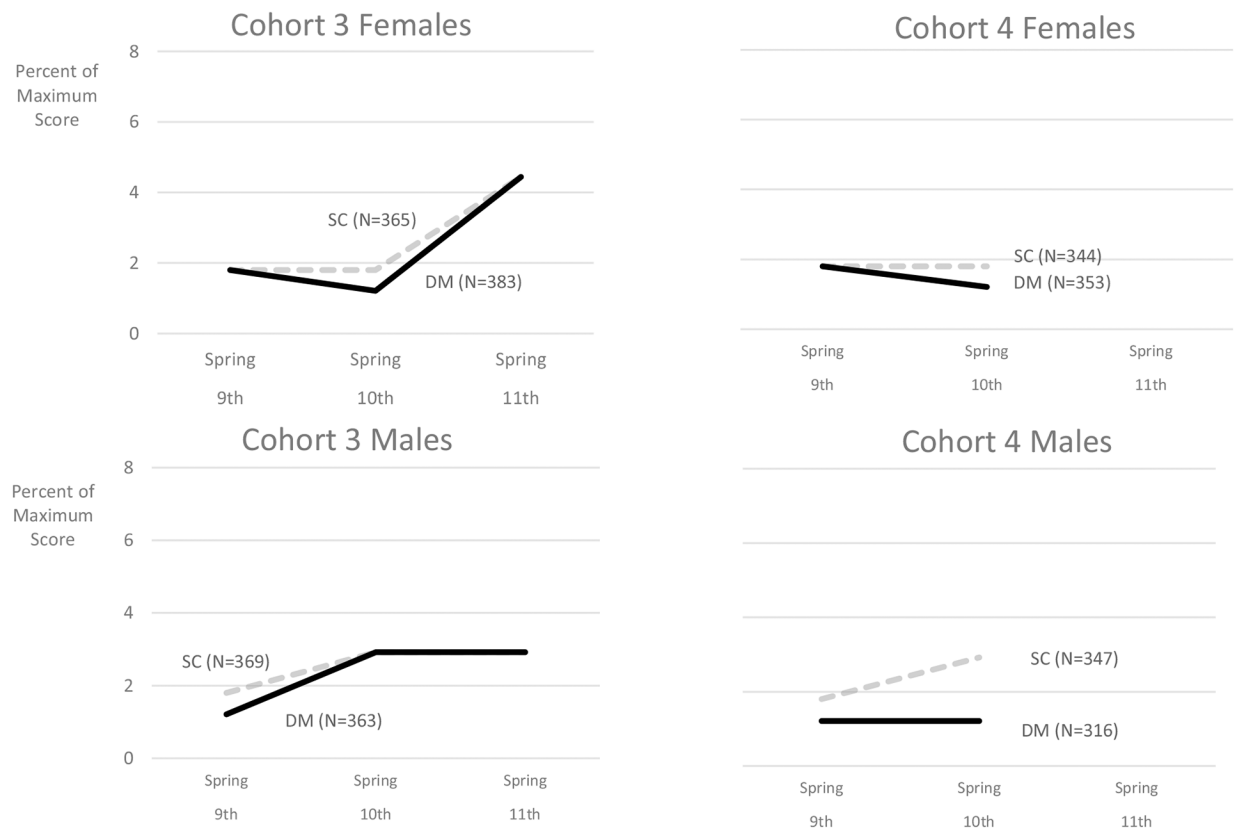 Cohort 3 Females
8
Percent of
Maximum
Score
6
4
SC (N=365)
2
DM (N=383)
0
Spring Spring Spring
9th 10th 11th
Cohort 4 Females
SC (N=344)
DM (N=353)
Spring Spring Spring
9th 10th 11th
Cohort 3 Males
8
Percent of
Maximum
Score
6
4
SC (N=369)
2
DM (N=363)
0
Spring Spring Spring
9th 10th 11th
Cohort 4 Males
SC (N=347)
DM (N=316)
Spring Spring Spring
9th 10th 11th